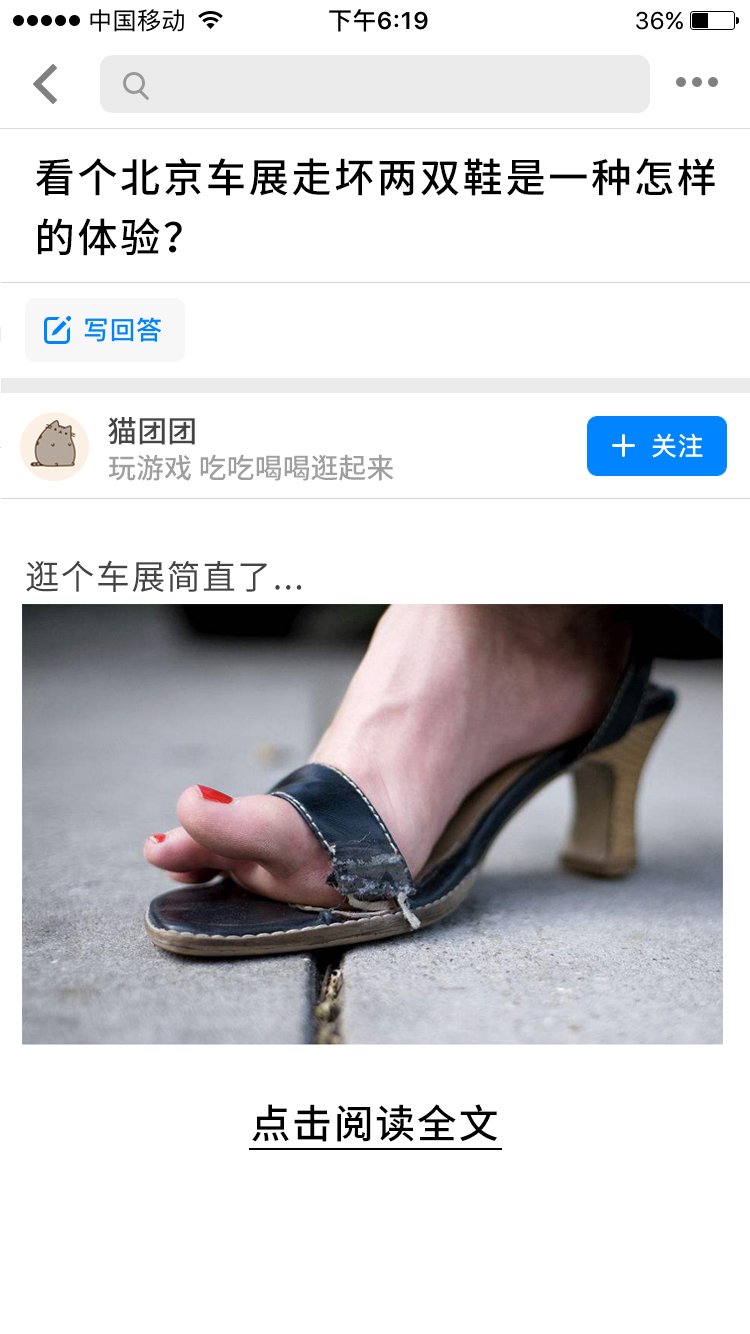 中国移动
下午6:19
36%
看个北京车展走坏两双鞋是一种怎样
的体验？
写回答
猫团团
玩游戏 吃吃喝喝逛起来
+ 关注
逛个车展简直了...
点击阅读全文